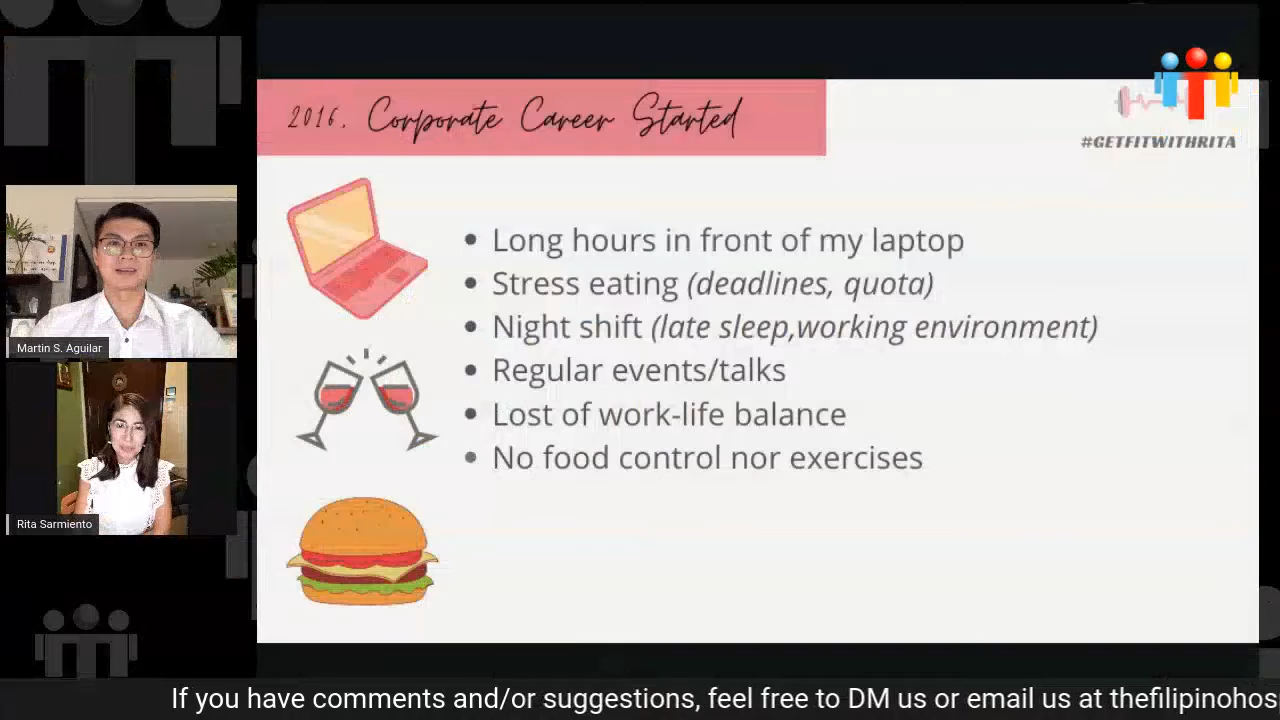 2016. Corporate Career Started
#GETFITWITHRITA
• Long hours in front of my laptop
• Stress eating (deadlines, quota)
• Night shift (late sleep,working environment)
• Regular events/talks
• Lost of work-life balance
• No food control nor exercises
Martin S. Aguilar
Rita Sarmiento
If you have comments and/or suggestions, feel free to DM us or email us at thefilipinohos